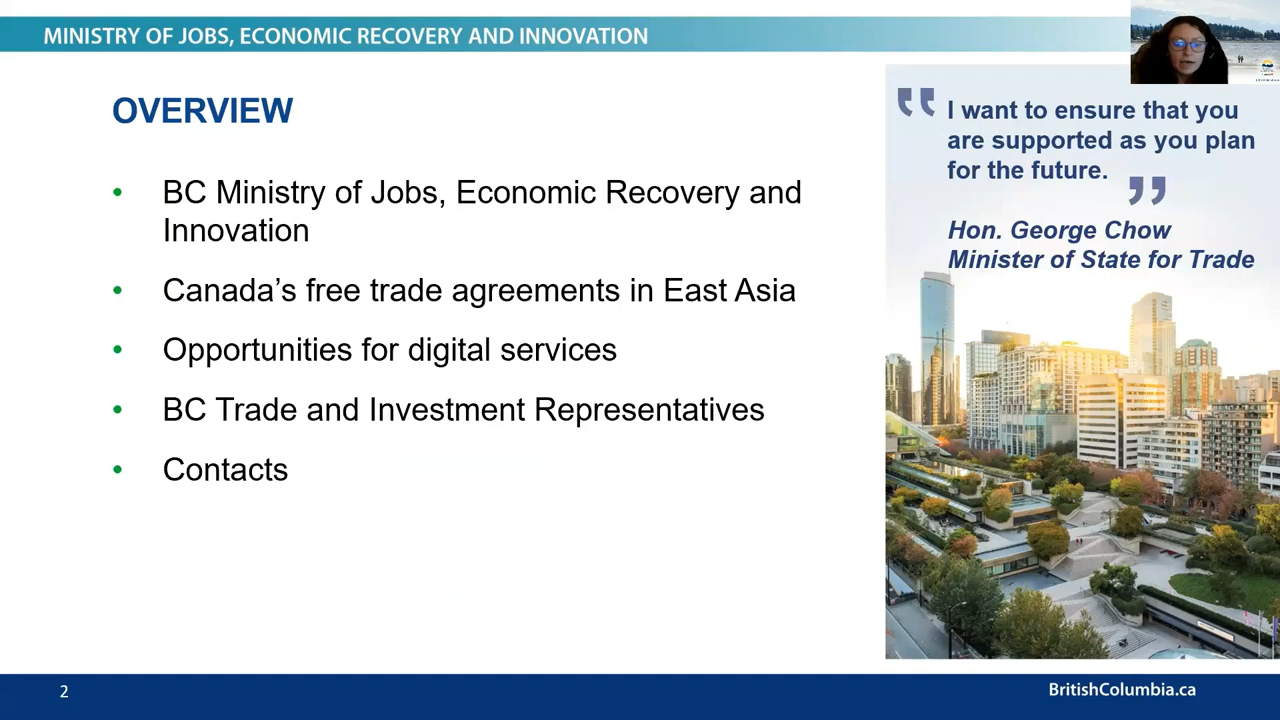 MINISTRY OF JOBS, ECONOMIC RECOVERY AND INNOVATION
OVERVIEW
• BC Ministry of Jobs, Economic Recovery and
Innovation
• Canada’s free trade agreements in East Asia
• Opportunities for digital services
• BC Trade and Investment Representatives
• Contacts
" I want to ensure that you
are supported as you plan
for the future. "
Hon. George Chow
Minister of State for Trade
2
BritishColumbia.ca